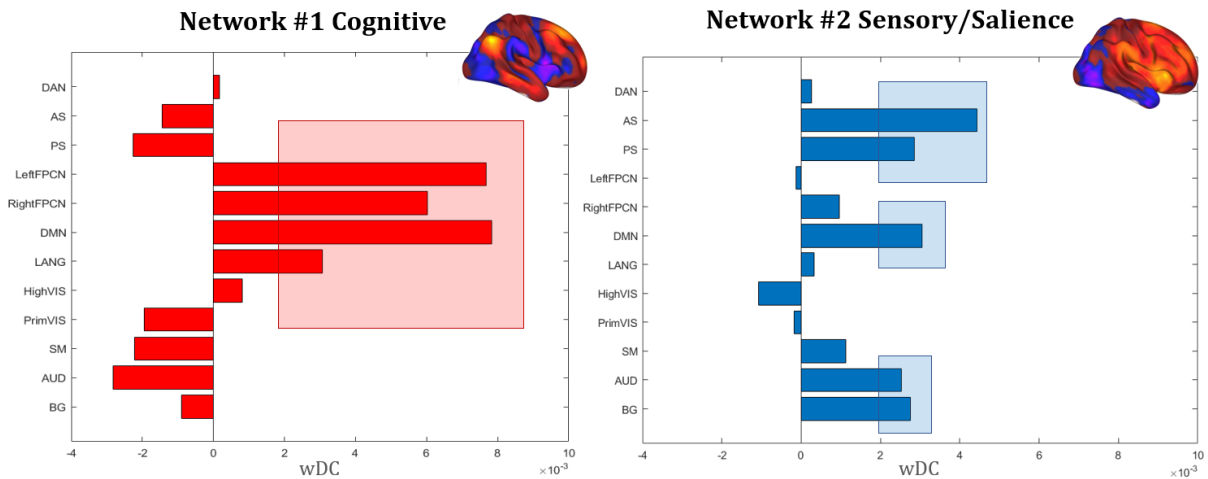 Network #1 Cognitive
DAN
AS
PS
LeftFPCN
RightFPCN
DMN
LANG
HighVIS
PrimVIS
SM
AUD
BG
-4 -2 0 2 4 6 8 10
wDC ×10⁻³
Network #2 Sensory/Salience
DAN
AS
PS
LeftFPCN
RightFPCN
DMN
LANG
HighVIS
PrimVIS
SM
AUD
BG
-4 -2 0 2 4 6 8 10
wDC ×10⁻³